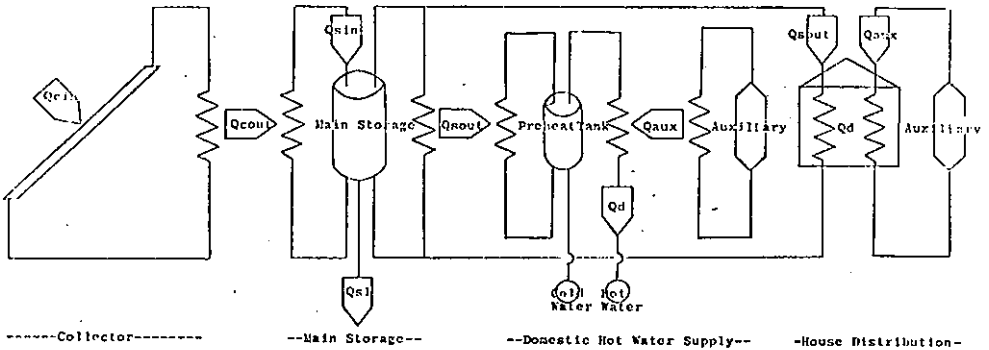 Qsin
Qsout
Qaux
Qcin
Qcout
Main Storage
Qsout
PreheatTank
Qaux
Auxiliary
Qd
Auxiliary
Qd
Qsl
Cold
Water
Hot
Water
------Collector--------
--Main Storage--
--Domestic Hot Water Supply--
-House Distribution-